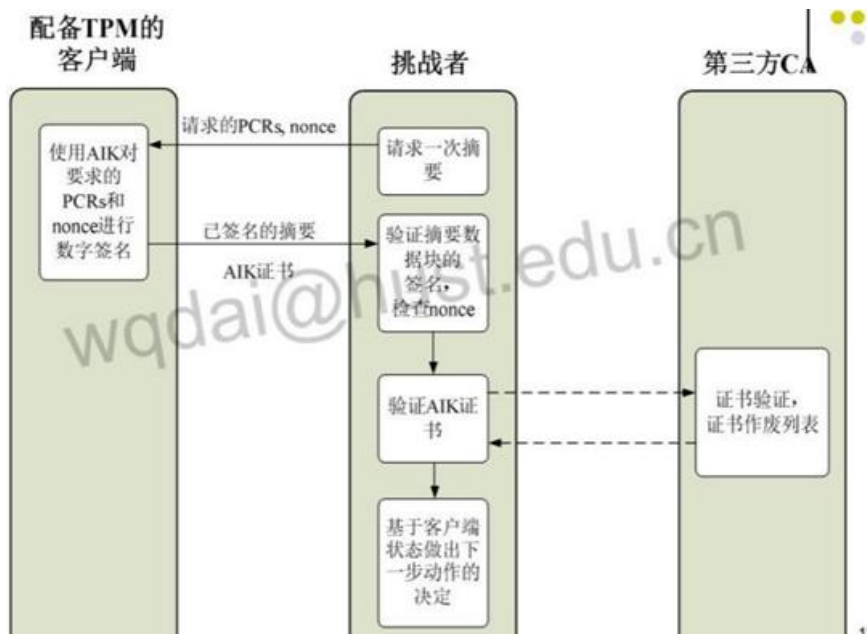 配备TPM的
客户端
挑战者
第三方CA
请求的PCRs, nonce
请求一次摘
要
使用AIK对
要求的
PCRs和
nonce进行
数字签名
已签名的摘要
AIK证书
验证摘要数
据块的
签名，
检查nonce
wqdai@hust.edu.cn
验证AIK证
书
证书验证，
证书作废列表
基于客户端
状态做出下
一步动作的
决定